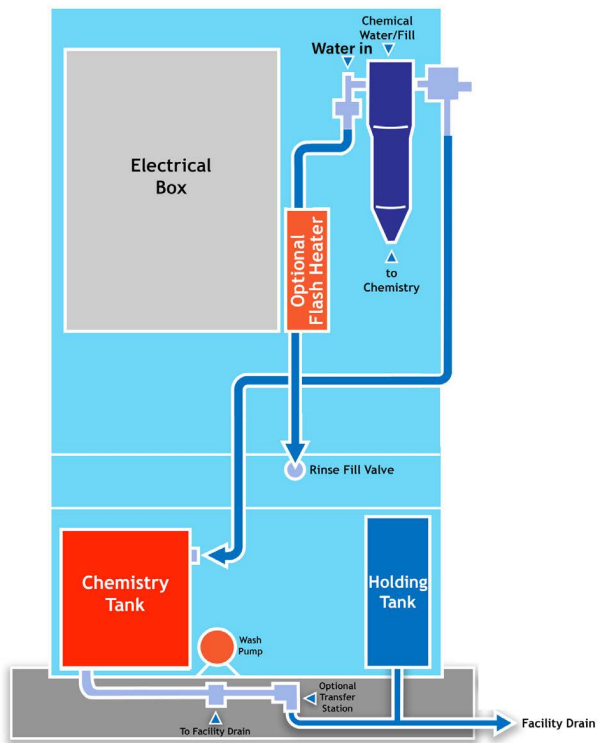 Chemical
Water/Fill
Water in
Electrical
Box
Optional
Flash Heater
to
Chemistry
Rinse Fill Valve
Chemistry
Tank
Holding
Tank
Wash
Pump
Optional
Transfer
Station
To Facility Drain
Facility Drain